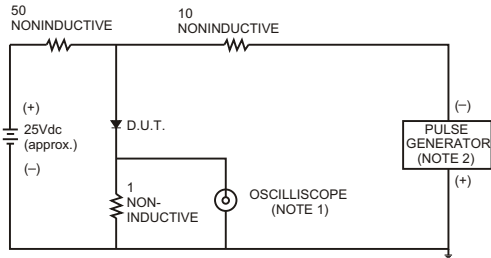 50
NONINDUCTIVE
10
NONINDUCTIVE
(+)
25Vdc
(approx.)
(–)
D.U.T.
1
NON-
INDUCTIVE
OSCILLISCOPE
(NOTE 1)
(–)
PULSE
GENERATOR
(NOTE 2)
(+)